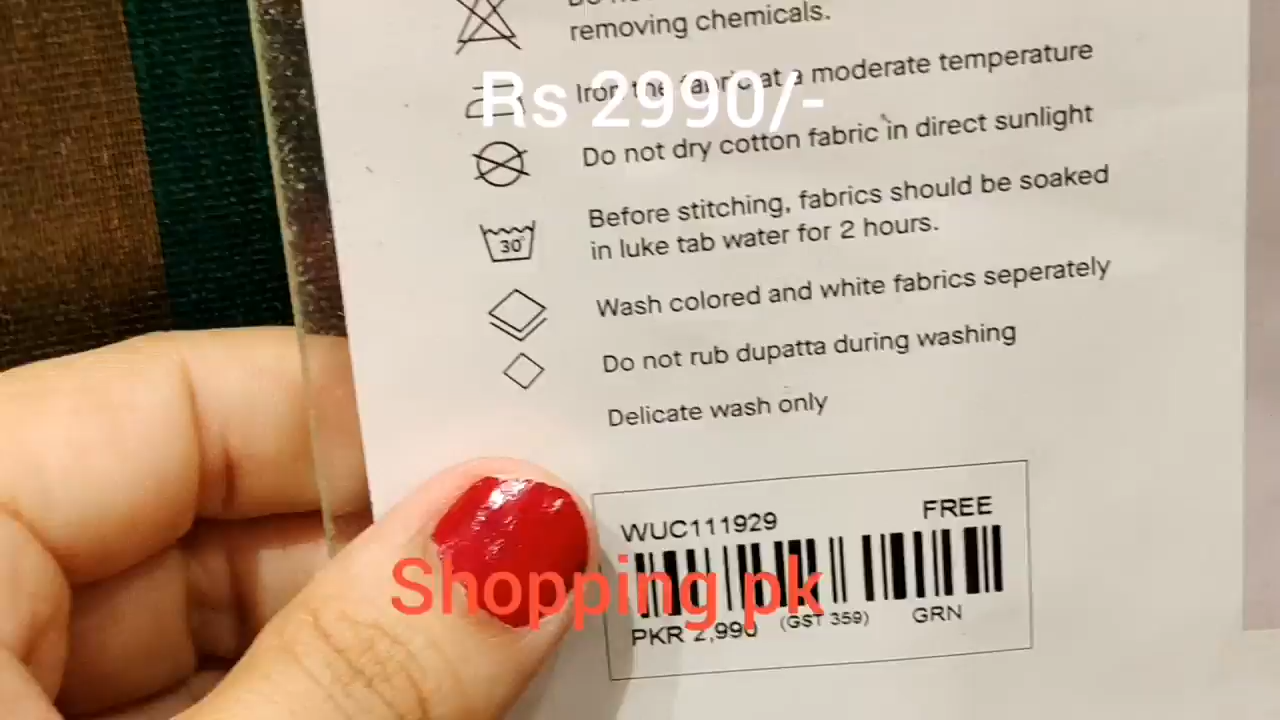 removing chemicals.
Iron the fabric at a moderate temperature
Rs 2990/-
Do not dry cotton fabric in direct sunlight
Before stitching, fabrics should be soaked
30°
in luke tab water for 2 hours.
Wash colored and white fabrics seperately
Do not rub dupatta during washing
Delicate wash only
WUC111929 FREE
Shopping pk
PKR 2,990 (GST 359) GRN